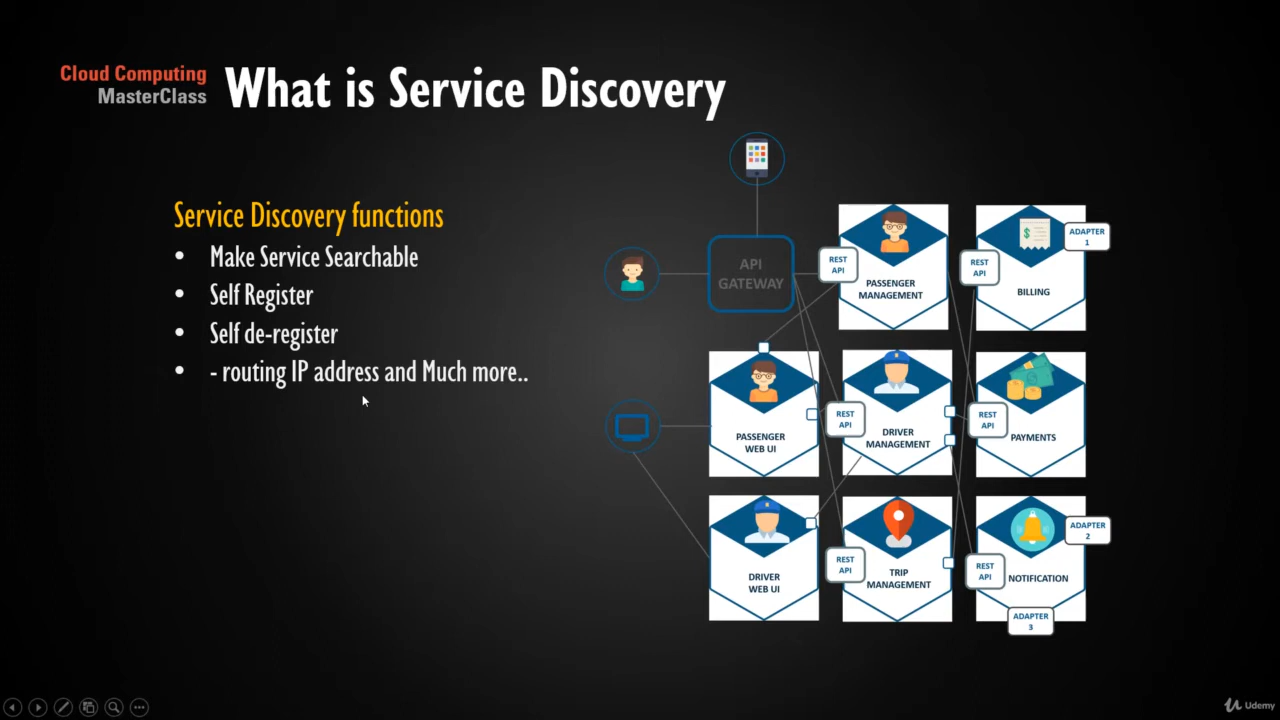 Cloud Computing
MasterClass
What is Service Discovery
Service Discovery functions
• Make Service Searchable
• Self Register
• Self de-register
• - routing IP address and Much more..
API
GATEWAY
REST
API
PASSENGER
MANAGEMENT
REST
API
BILLING
ADAPTER
1
PASSENGER
WEB UI
REST
API
DRIVER
MANAGEMENT
REST
API
PAYMENTS
DRIVER
WEB UI
REST
API
TRIP
MANAGEMENT
REST
API
NOTIFICATION
ADAPTER
2
ADAPTER
3
Udemy